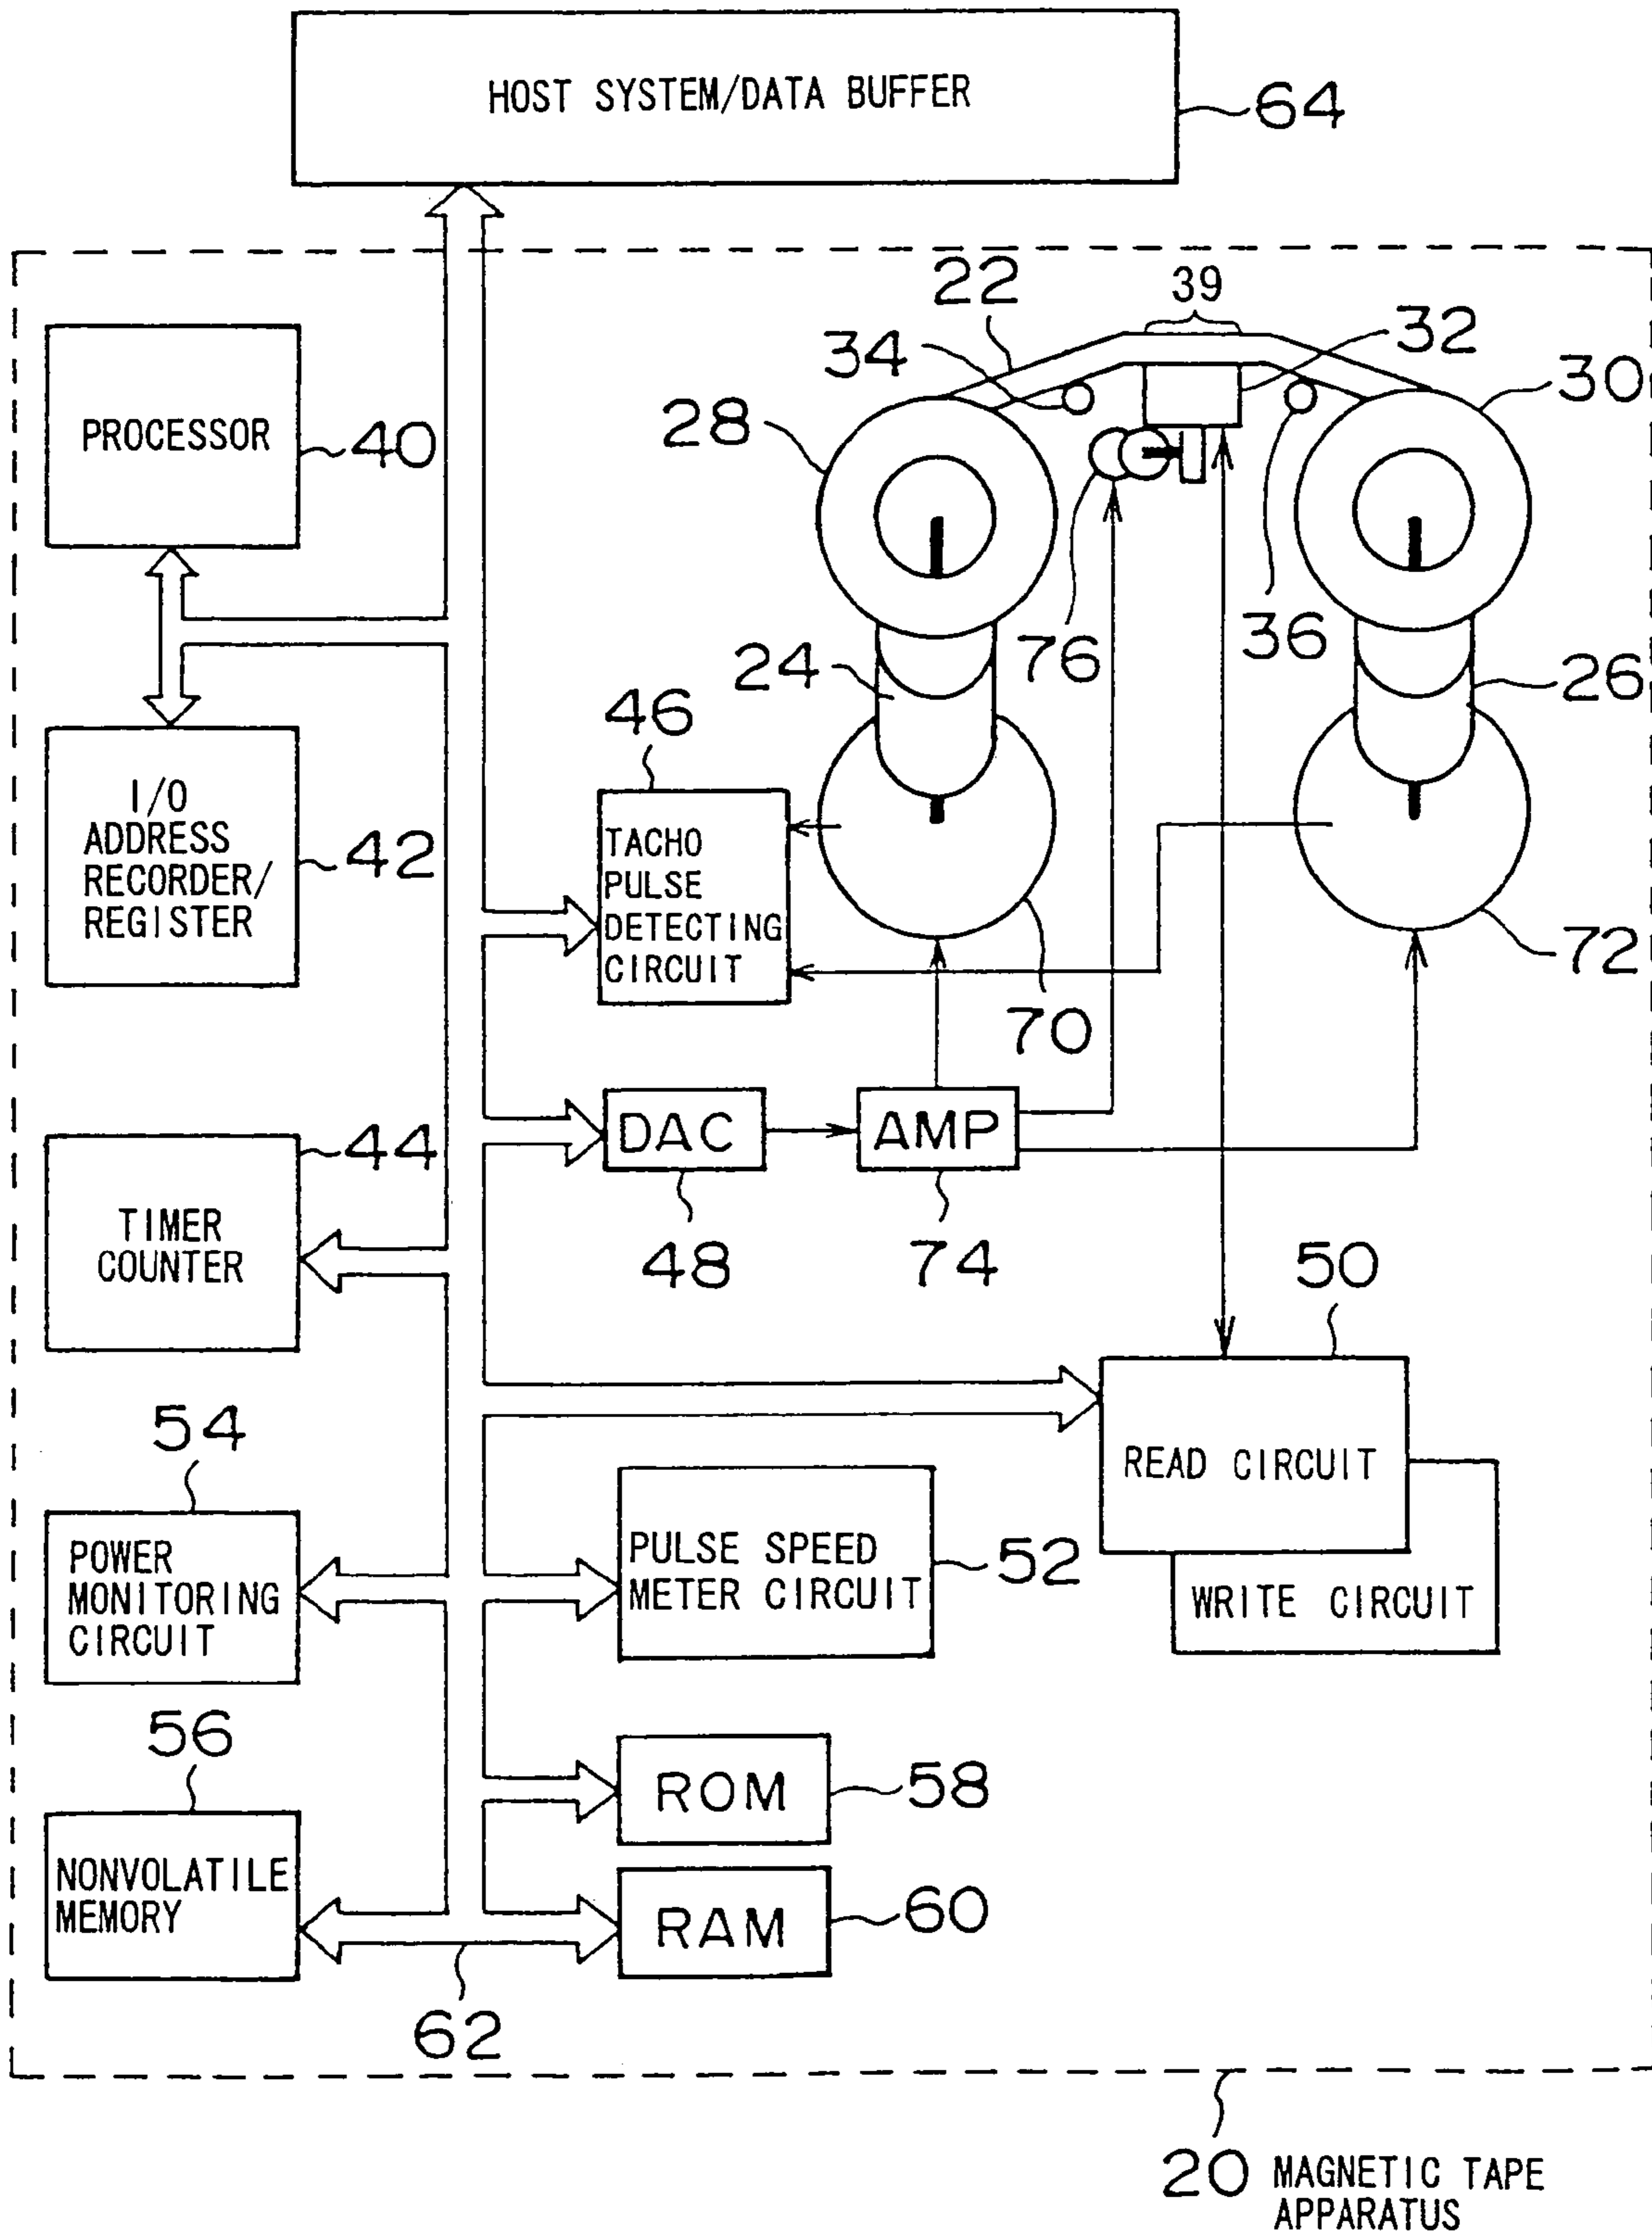 HOST SYSTEM/DATA BUFFER
64
22
39
32
34
30
28
PROCESSOR
40
76
36
24
26
46
I/O
ADDRESS
RECORDER/
REGISTER
42
TACHO
PULSE
DETECTING
CIRCUIT
70
72
44
DAC
AMP
TIMER
COUNTER
48
74
50
54
READ CIRCUIT
POWER
MONITORING
CIRCUIT
PULSE SPEED
METER CIRCUIT
52
WRITE CIRCUIT
56
ROM
58
NONVOLATILE
MEMORY
RAM
60
62
20 MAGNETIC TAPE
APPARATUS